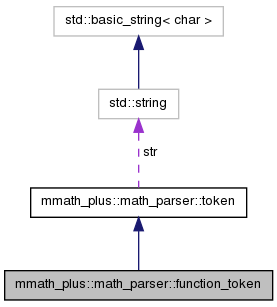 std::basic_string< char >
std::string
str
mmath_plus::math_parser::token
mmath_plus::math_parser::function_token